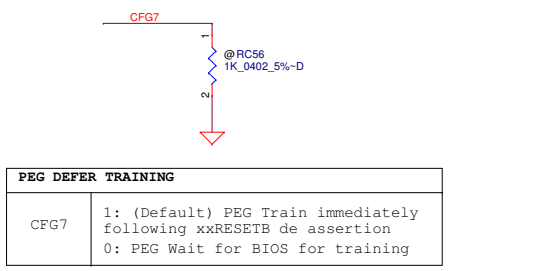 CFG7
1
@RC56
1K_0402_5%~D
2
PEG DEFER TRAINING
CFG7
1: (Default) PEG Train immediately
following xxRESETB de assertion
0: PEG Wait for BIOS for training